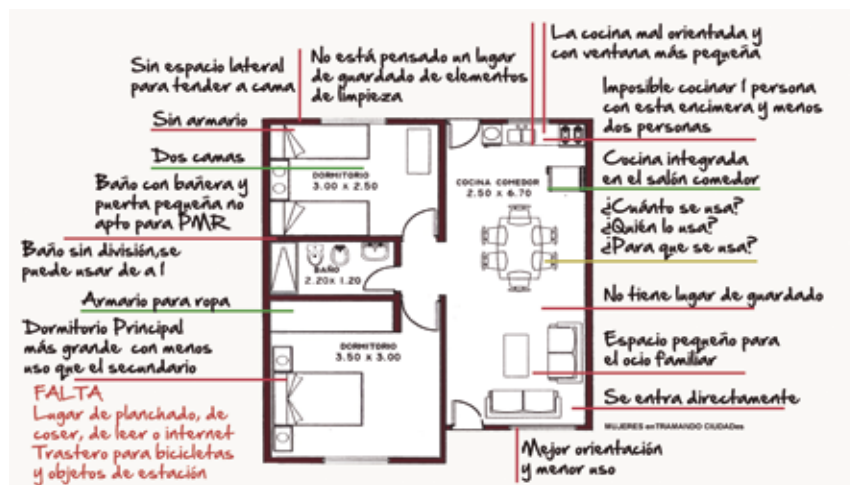 La cocina mal orientada y
con ventana más pequeña
No está pensado un lugar
de guardado de elementos
de limpieza
Sin espacio lateral
para tender a cama
Imposible cocinar 1 persona
con esta encimera y menos
dos personas
Sin armario
Dos camas
Cocina integrada
en el salón comedor
Baño con bañera y
puerta pequeña no
apto para PMR
DORMITORIO
3.00 x 2.50
COCINA COMEDOR
2.50 x 6.70
¿Cuánto se usa?
¿Quién lo usa?
¿Para que se usa?
Baño sin división,se
puede usar de a 1
BAÑO
2.20x 1.20
Armario para ropa
No tiene lugar de guardado
Dormitorio Principal
más grande con menos
uso que el secundario
DORMITORIO
3.50 x 3.00
Espacio pequeño para
el ocio familiar
FALTA
Lugar de planchado, de
coser, de leer o internet
Trastero para bicicletas
y objetos de estación
Se entra directamente
MUJERES enTRAMANDO CIUDADes
Mejor orientación
y menor uso